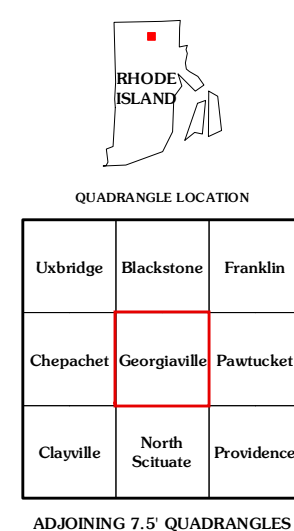 RHODE
ISLAND
QUADRANGLE LOCATION
Uxbridge Blackstone Franklin
Chepachet Georgiaville Pawtucket
Clayville North Scituate Providence
ADJOINING 7.5' QUADRANGLES